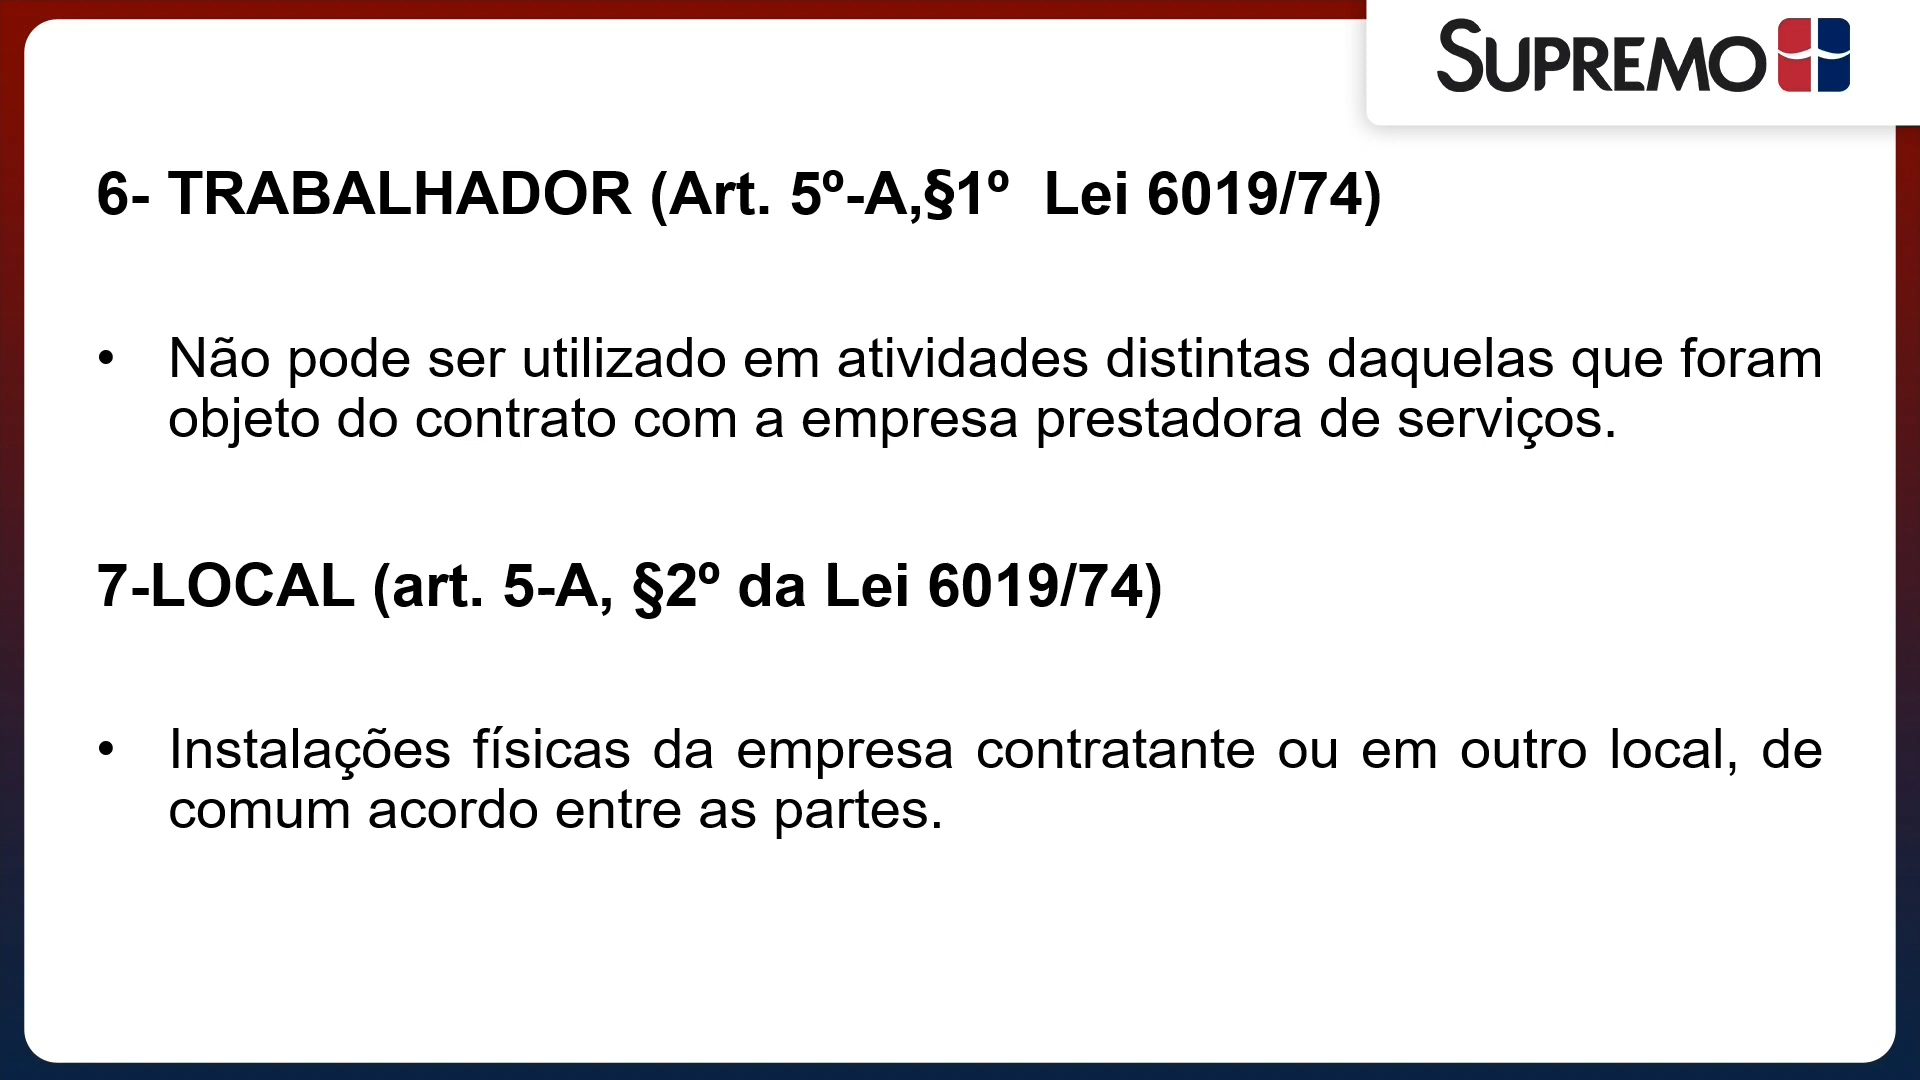 SUPREMO
6- TRABALHADOR (Art. 5º-A,§1º  Lei 6019/74)
• Não pode ser utilizado em atividades distintas daquelas que foram
objeto do contrato com a empresa prestadora de serviços.
7-LOCAL (art. 5-A, §2º da Lei 6019/74)
• Instalações físicas da empresa contratante ou em outro local, de
comum acordo entre as partes.